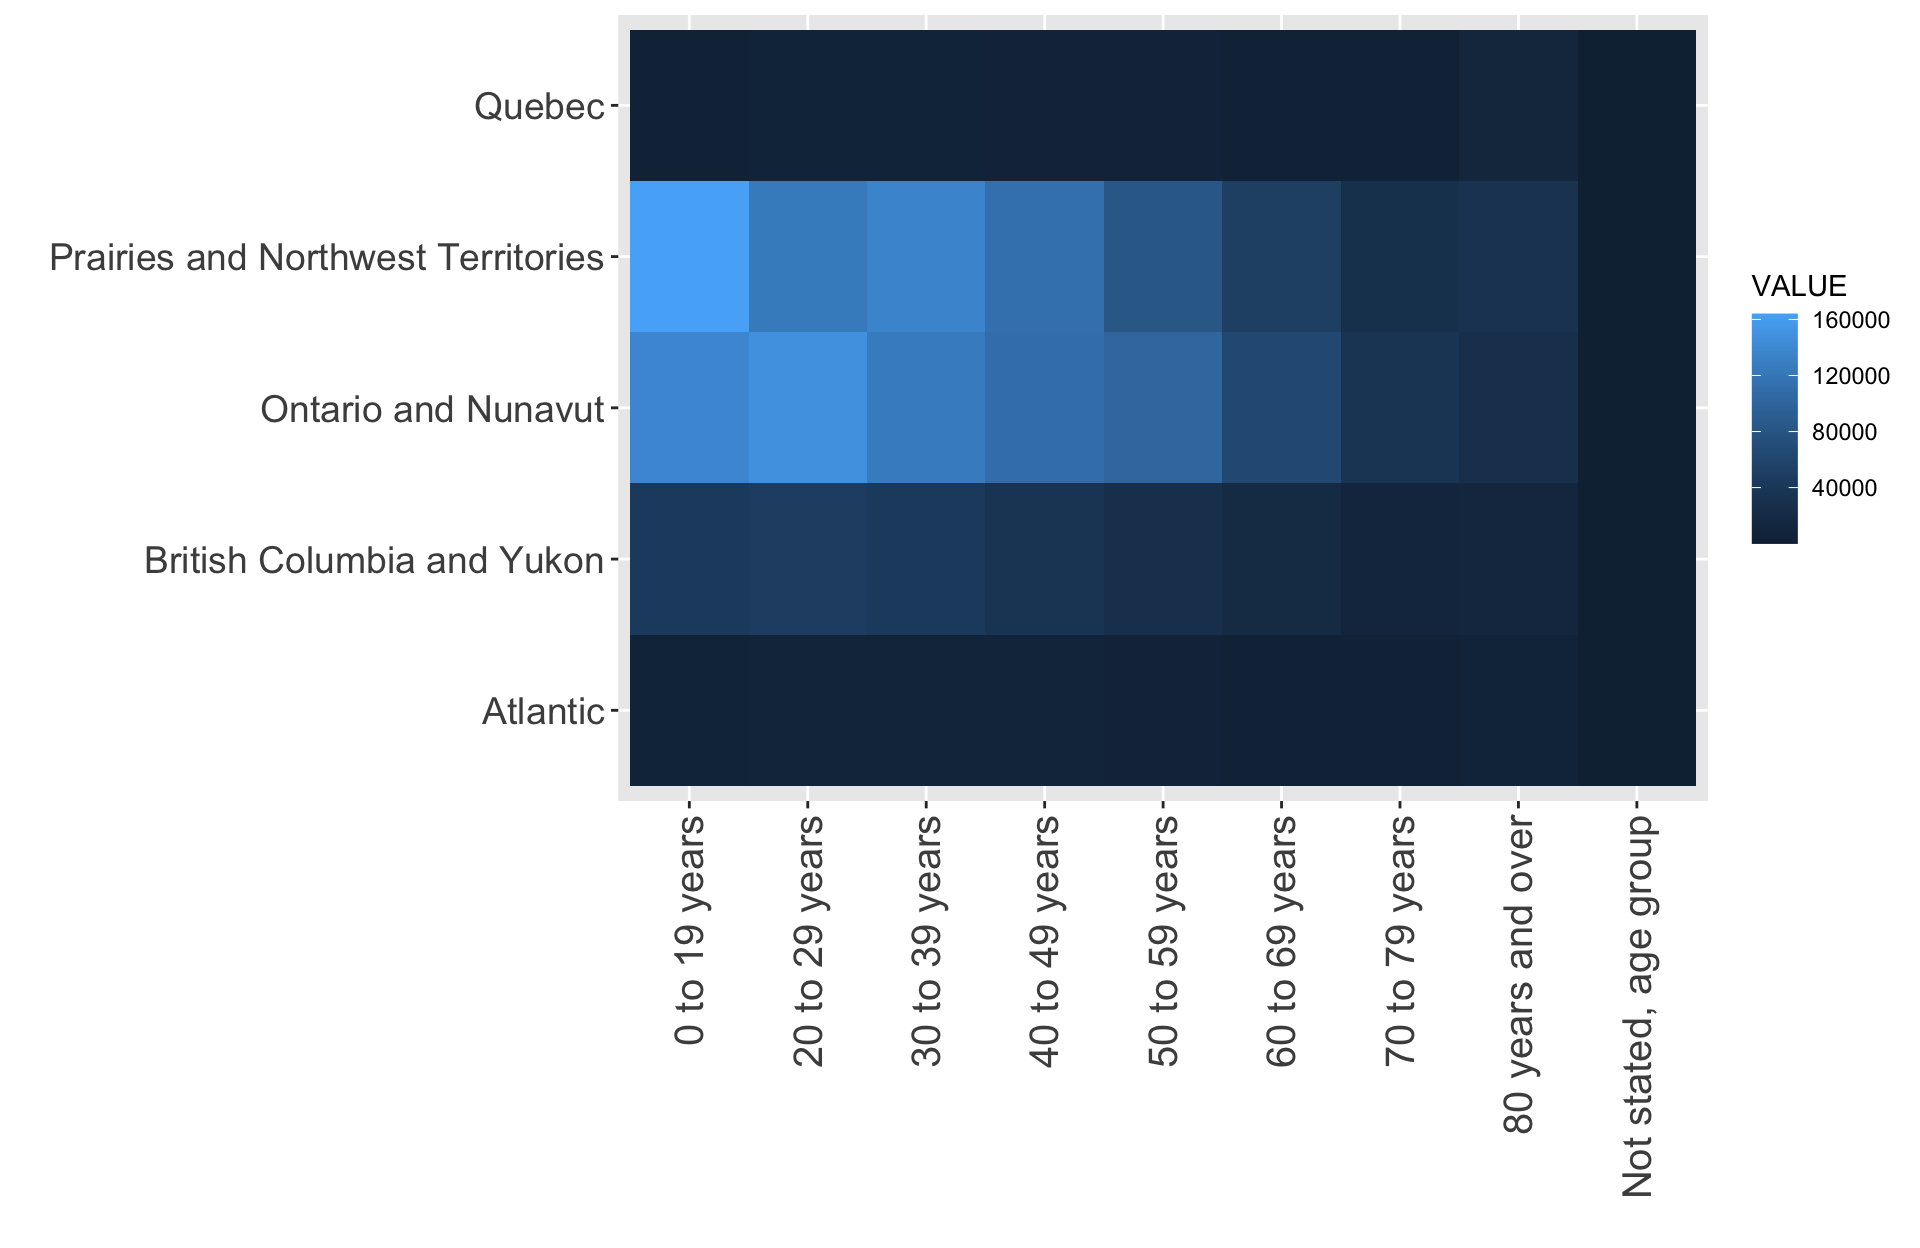 Quebec
Prairies and Northwest Territories
Ontario and Nunavut
British Columbia and Yukon
Atlantic
0 to 19 years
20 to 29 years
30 to 39 years
40 to 49 years
50 to 59 years
60 to 69 years
70 to 79 years
80 years and over
Not stated, age group
VALUE
160000
120000
80000
40000